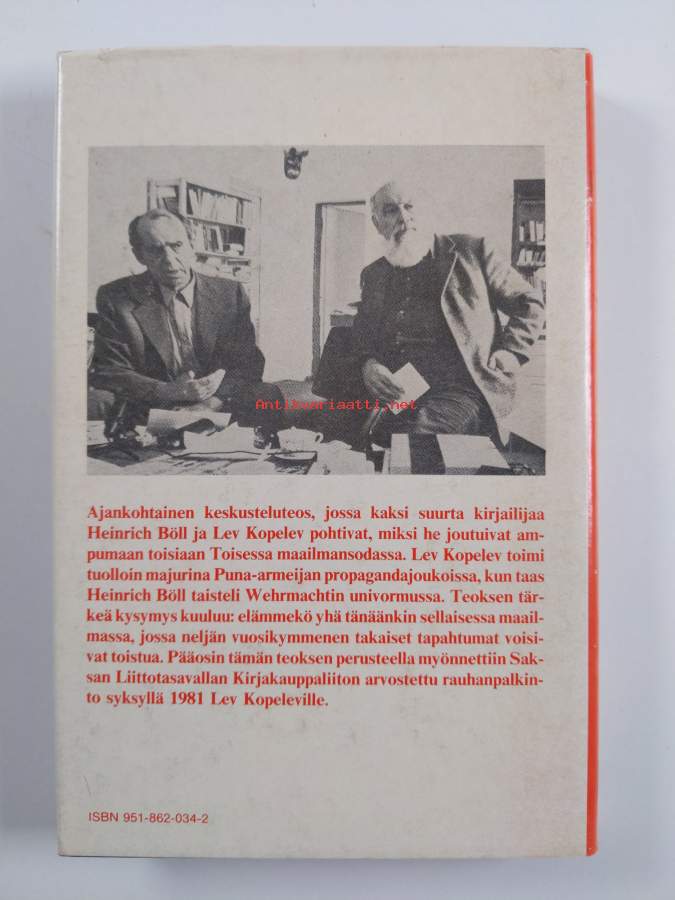 Antikvariaatti.net
Ajankohtainen keskusteluteos, jossa kaksi suurta kirjailijaa
Heinrich Böll ja Lev Kopelev pohtivat, miksi he joutuivat am-
pumaan toisiaan Toisessa maailmansodassa. Lev Kopelev toimi
tuolloin majurina Puna-armeijan propagandajoukoissa, kun taas
Heinrich Böll taisteli Wehrmachtin univormussa. Teoksen tär-
keä kysymys kuuluu: elämmekö yhä tänäänkin sellaisessa maail-
massa, jossa neljän vuosikymmenen takaiset tapahtumat voisi-
vat toistua. Pääosin tämän teoksen perusteella myönnettiin Sak-
san Liittotasavallan Kirjakauppaliiton arvostettu rauhanpalkin-
to syksyllä 1981 Lev Kopeleville.
ISBN 951-862-034-2